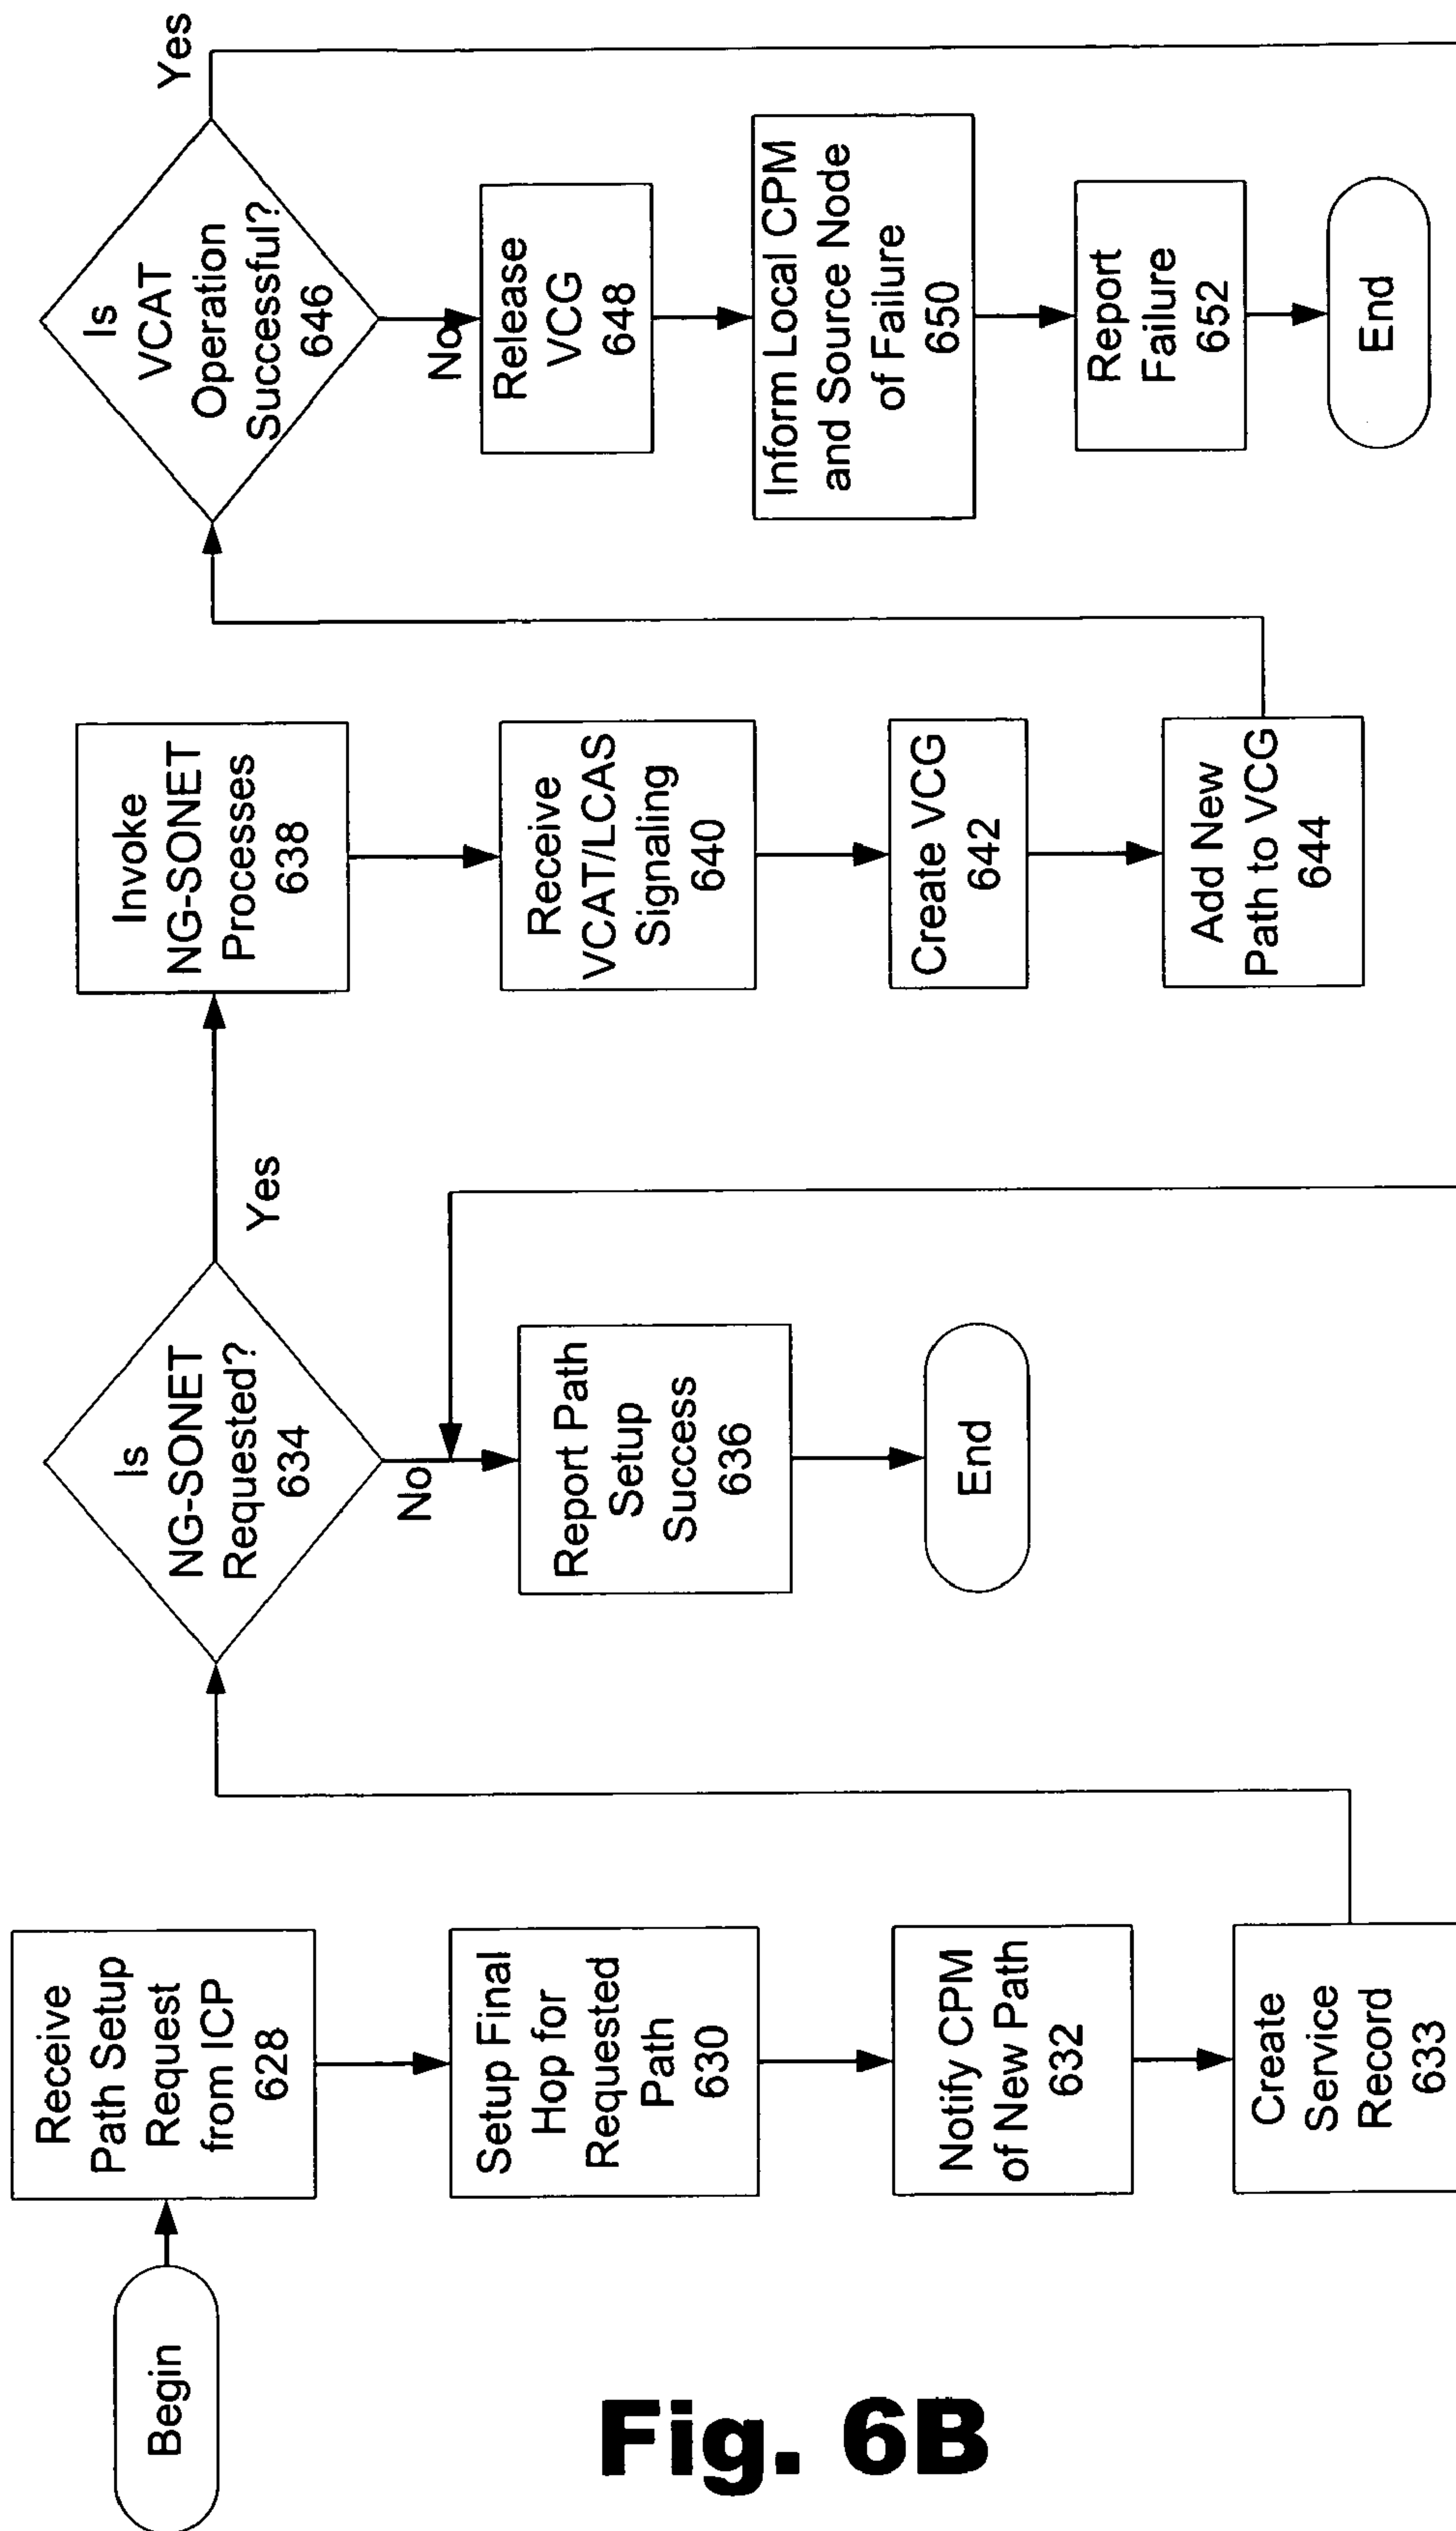 Begin
Receive
Path Setup
Request
from ICP
628
Setup Final
Hop for
Requested
Path
630
Notify CPM
of New Path
632
Create
Service
Record
633
Is
NG-SONET
Requested?
634
Yes
No
Report Path
Setup
Success
636
End
Invoke
NG-SONET
Processes
638
Receive
VCAT/LCAS
Signaling
640
Create VCG
642
Add New
Path to VCG
644
Is
VCAT
Operation
Successful?
646
Yes
No
Release
VCG
648
Inform Local CPM
and Source Node
of Failure
650
Report
Failure
652
End
Fig. 6B